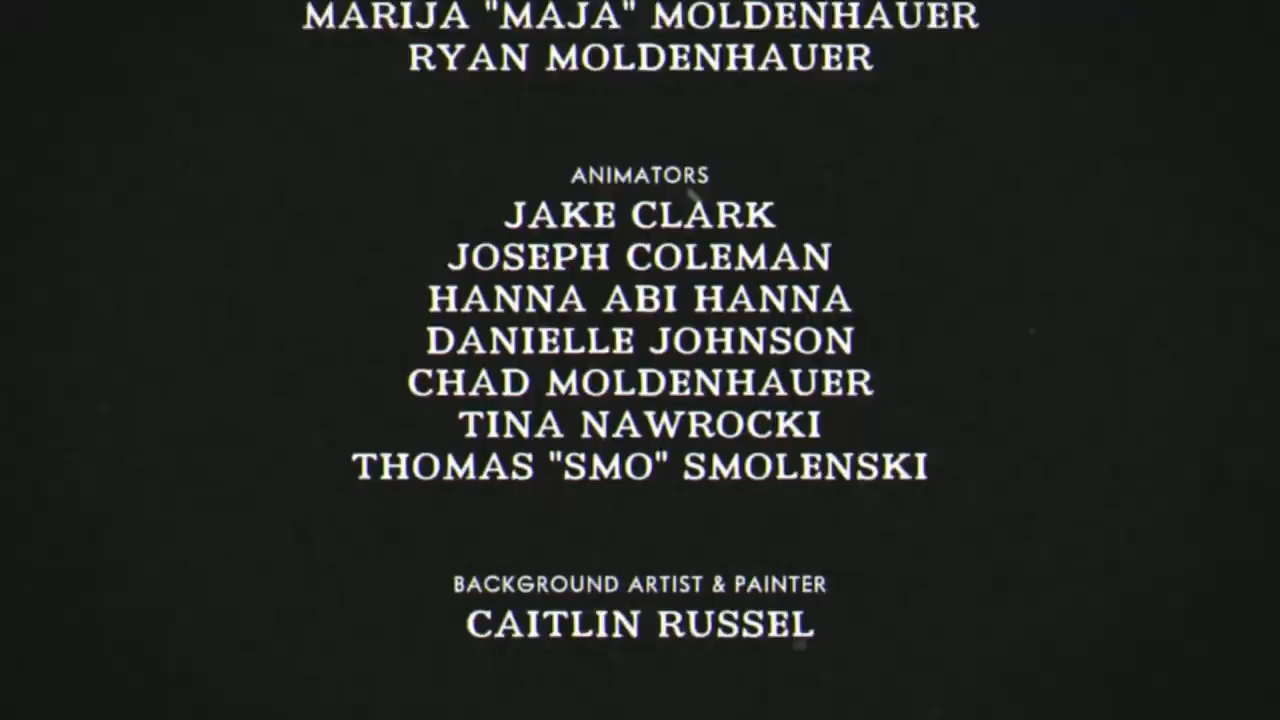 MARIJA "MAJA" MOLDENHAUER
RYAN MOLDENHAUER
ANIMATORS
JAKE CLARK
JOSEPH COLEMAN
HANNA ABI HANNA
DANIELLE JOHNSON
CHAD MOLDENHAUER
TINA NAWROCKI
THOMAS "SMO" SMOLENSKI
BACKGROUND ARTIST & PAINTER
CAITLIN RUSSEL